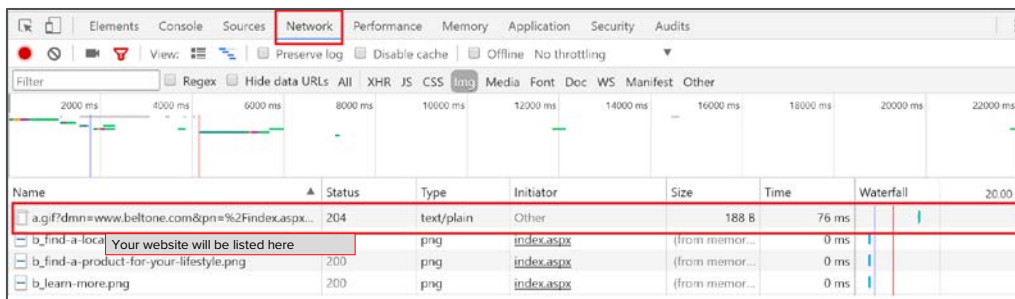 Elements Console Sources Network Performance Memory Application Security Audits
View: Preserve log Disable cache Offline No throttling
Filter Regex Hide data URLs All XHR JS CSS Img Media Font Doc WS Manifest Other
2000 ms 4000 ms 6000 ms 8000 ms 10000 ms 12000 ms 14000 ms 16000 ms 18000 ms 20000 ms 22000 ms
Name Status Type Initiator Size Time Waterfall 20.00
a.gif?dmn=www.beltone.com&pn=%2Findex.aspx... 204 text/plain Other 188 B 76 ms
b_find-a-loca Your website will be listed here png index.aspx (from memor... 0 ms
b_find-a-product-for-your-lifestyle.png 200 png index.aspx (from memor... 0 ms
b_learn-more.png 200 png index.aspx (from memor... 0 ms